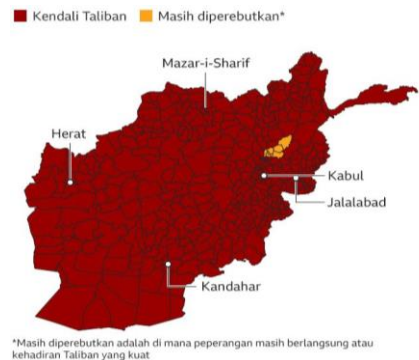 Kendali Taliban
Masih diperebutkan*
Mazar-i-Sharif
Herat
Kabul
Jalalabad
Kandahar
*Masih diperebutkan adalah di mana peperangan masih berlangsung atau
kehadiran Taliban yang kuat